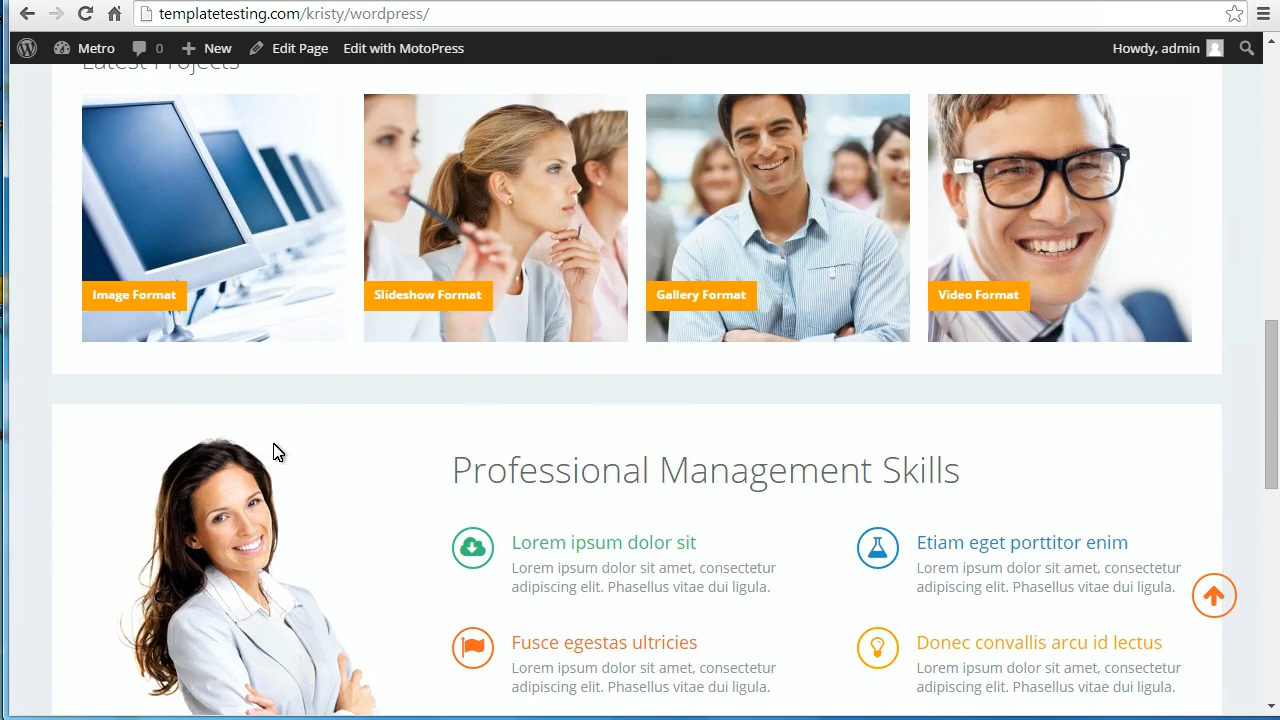 templatetesting.com/kristy/wordpress/
Metro 0 New Edit Page Edit with MotoPress Howdy, admin
Latest Projects
Image Format Slideshow Format Gallery Format Video Format
Professional Management Skills
Lorem ipsum dolor sit
Lorem ipsum dolor sit amet, consectetur
adipiscing elit. Phasellus vitae dui ligula.
Etiam eget porttitor enim
Lorem ipsum dolor sit amet, consectetur
adipiscing elit. Phasellus vitae dui ligula.
Fusce egestas ultricies
Lorem ipsum dolor sit amet, consectetur
adipiscing elit. Phasellus vitae dui ligula.
Donec convallis arcu id lectus
Lorem ipsum dolor sit amet, consectetur
adipiscing elit. Phasellus vitae dui ligula.